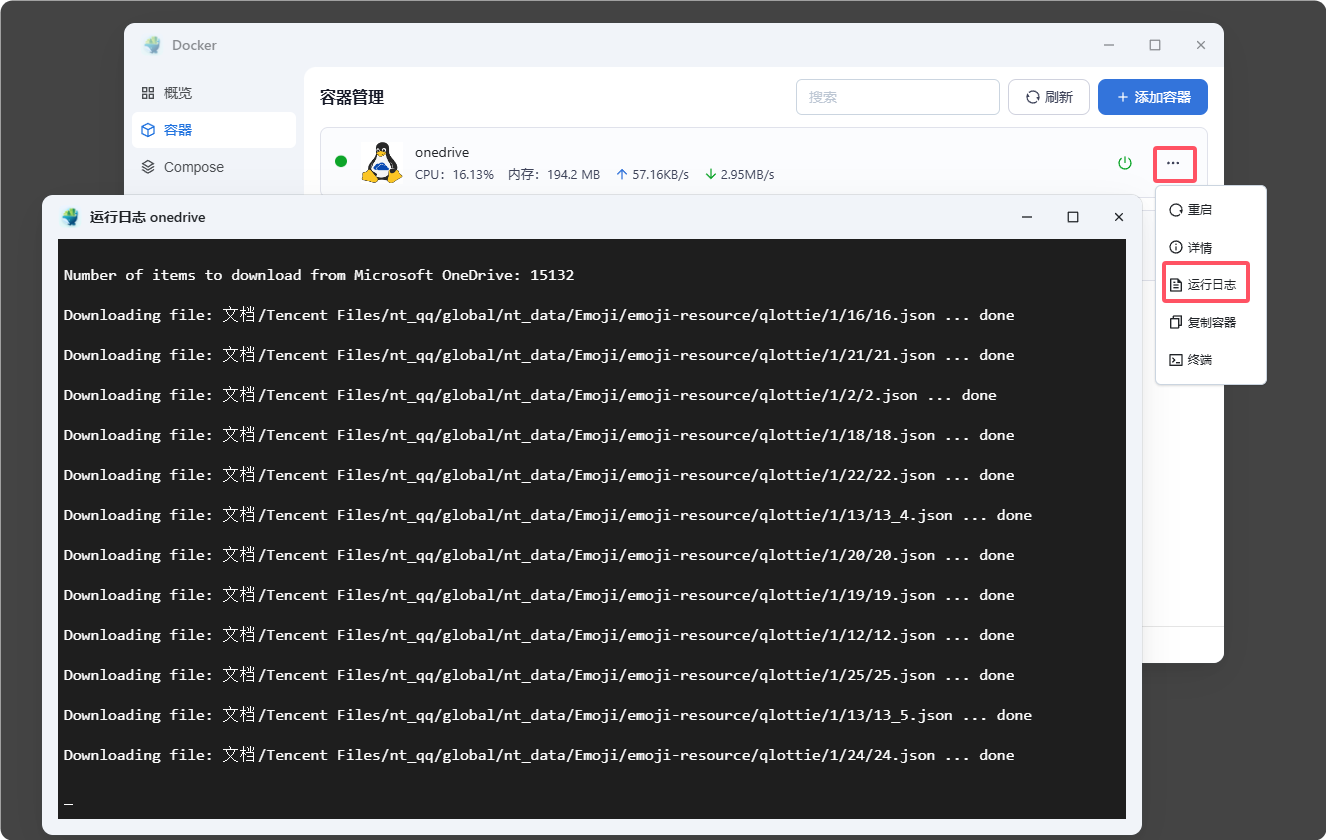 Docker
概览
容器
Compose
容器管理
搜索
刷新
+ 添加容器
onedrive
CPU: 16.13% 内存: 194.2 MB ↑ 57.16KB/s ↓ 2.95MB/s
···
重启
详情
运行日志
复制容器
终端
运行日志 onedrive
Number of items to download from Microsoft OneDrive: 15132
Downloading file: 文档/Tencent Files/nt_qq/global/nt_data/Emoji/emoji-resource/qlottie/1/16/16.json ... done
Downloading file: 文档/Tencent Files/nt_qq/global/nt_data/Emoji/emoji-resource/qlottie/1/21/21.json ... done
Downloading file: 文档/Tencent Files/nt_qq/global/nt_data/Emoji/emoji-resource/qlottie/1/2/2.json ... done
Downloading file: 文档/Tencent Files/nt_qq/global/nt_data/Emoji/emoji-resource/qlottie/1/18/18.json ... done
Downloading file: 文档/Tencent Files/nt_qq/global/nt_data/Emoji/emoji-resource/qlottie/1/22/22.json ... done
Downloading file: 文档/Tencent Files/nt_qq/global/nt_data/Emoji/emoji-resource/qlottie/1/13/13_4.json ... done
Downloading file: 文档/Tencent Files/nt_qq/global/nt_data/Emoji/emoji-resource/qlottie/1/20/20.json ... done
Downloading file: 文档/Tencent Files/nt_qq/global/nt_data/Emoji/emoji-resource/qlottie/1/19/19.json ... done
Downloading file: 文档/Tencent Files/nt_qq/global/nt_data/Emoji/emoji-resource/qlottie/1/12/12.json ... done
Downloading file: 文档/Tencent Files/nt_qq/global/nt_data/Emoji/emoji-resource/qlottie/1/25/25.json ... done
Downloading file: 文档/Tencent Files/nt_qq/global/nt_data/Emoji/emoji-resource/qlottie/1/13/13_5.json ... done
Downloading file: 文档/Tencent Files/nt_qq/global/nt_data/Emoji/emoji-resource/qlottie/1/24/24.json ... done